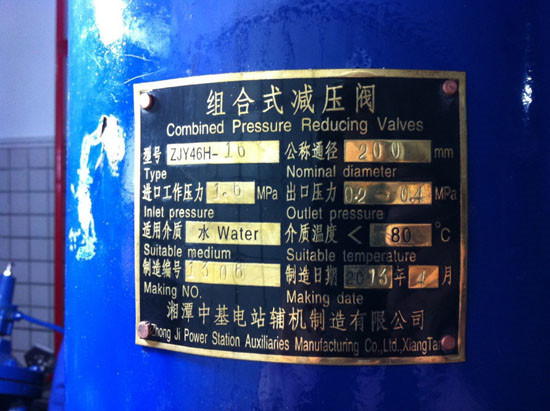 组合式减压阀
Combined Pressure Reducing Valves
型号 ZJY46H-16 公称通径 200 mm
Type Nominal diameter
进口工作压力 1.6 MPa 出口压力 0.2 0.4 MPa
Inlet pressure Outlet pressure
适用介质 水 Water 介质温度 < 80 °C
Suitable medium Suitable temperature
制造编号 1308 制造日期 2013 年 4 月
Making NO. Making date
湘潭中基电站辅机制造有限公司
Zhong Ji Power Station Auxiliaries Manufacturing Co.,Ltd.,XiangTan